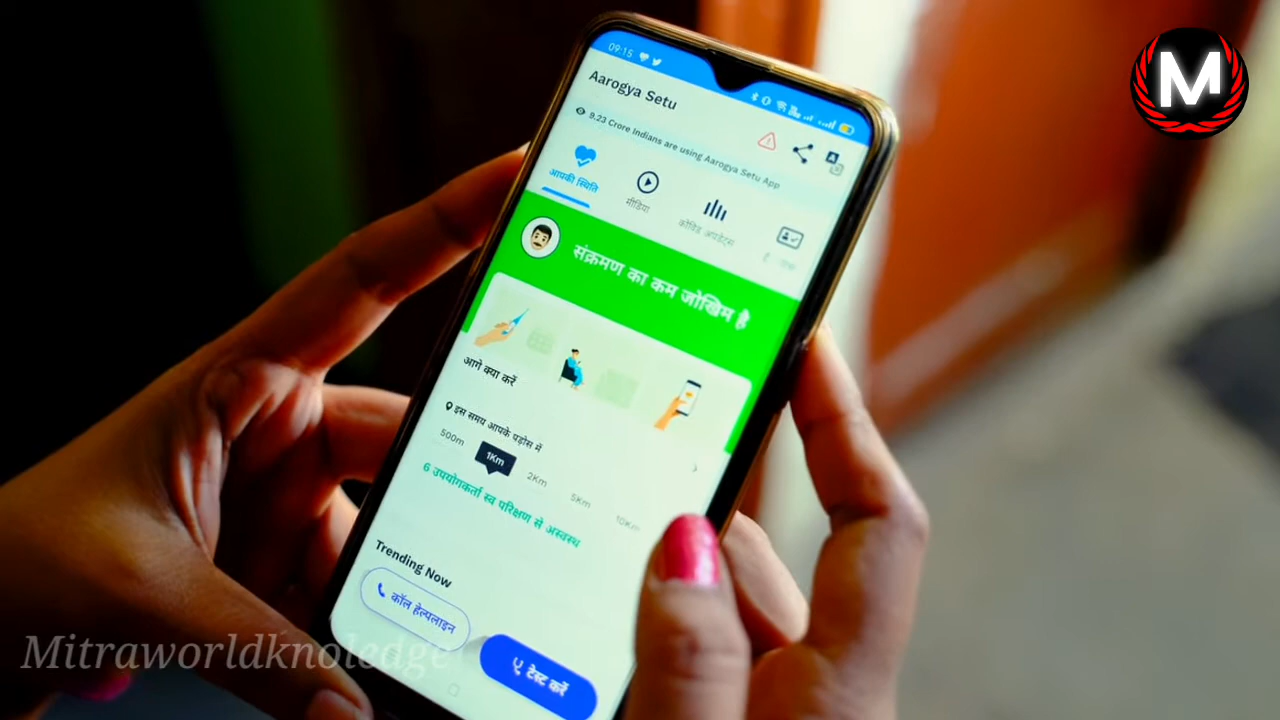 M
09:15
Aarogya Setu
9.23 Crore Indians are using Aarogya Setu App
आपकी स्थिति
मीडिया
कोविड अपडेट्स
संक्रमण का कम जोखिम है
आगे क्या करें
इस समय आपके पड़ोस में
500m
1Km
2Km
5Km
10Km
6 उपयोगकर्ता स्व परिक्षण से अस्वस्थ
Trending Now
कॉल हेल्पलाइन
टेस्ट करें
Mitraworldknoledge